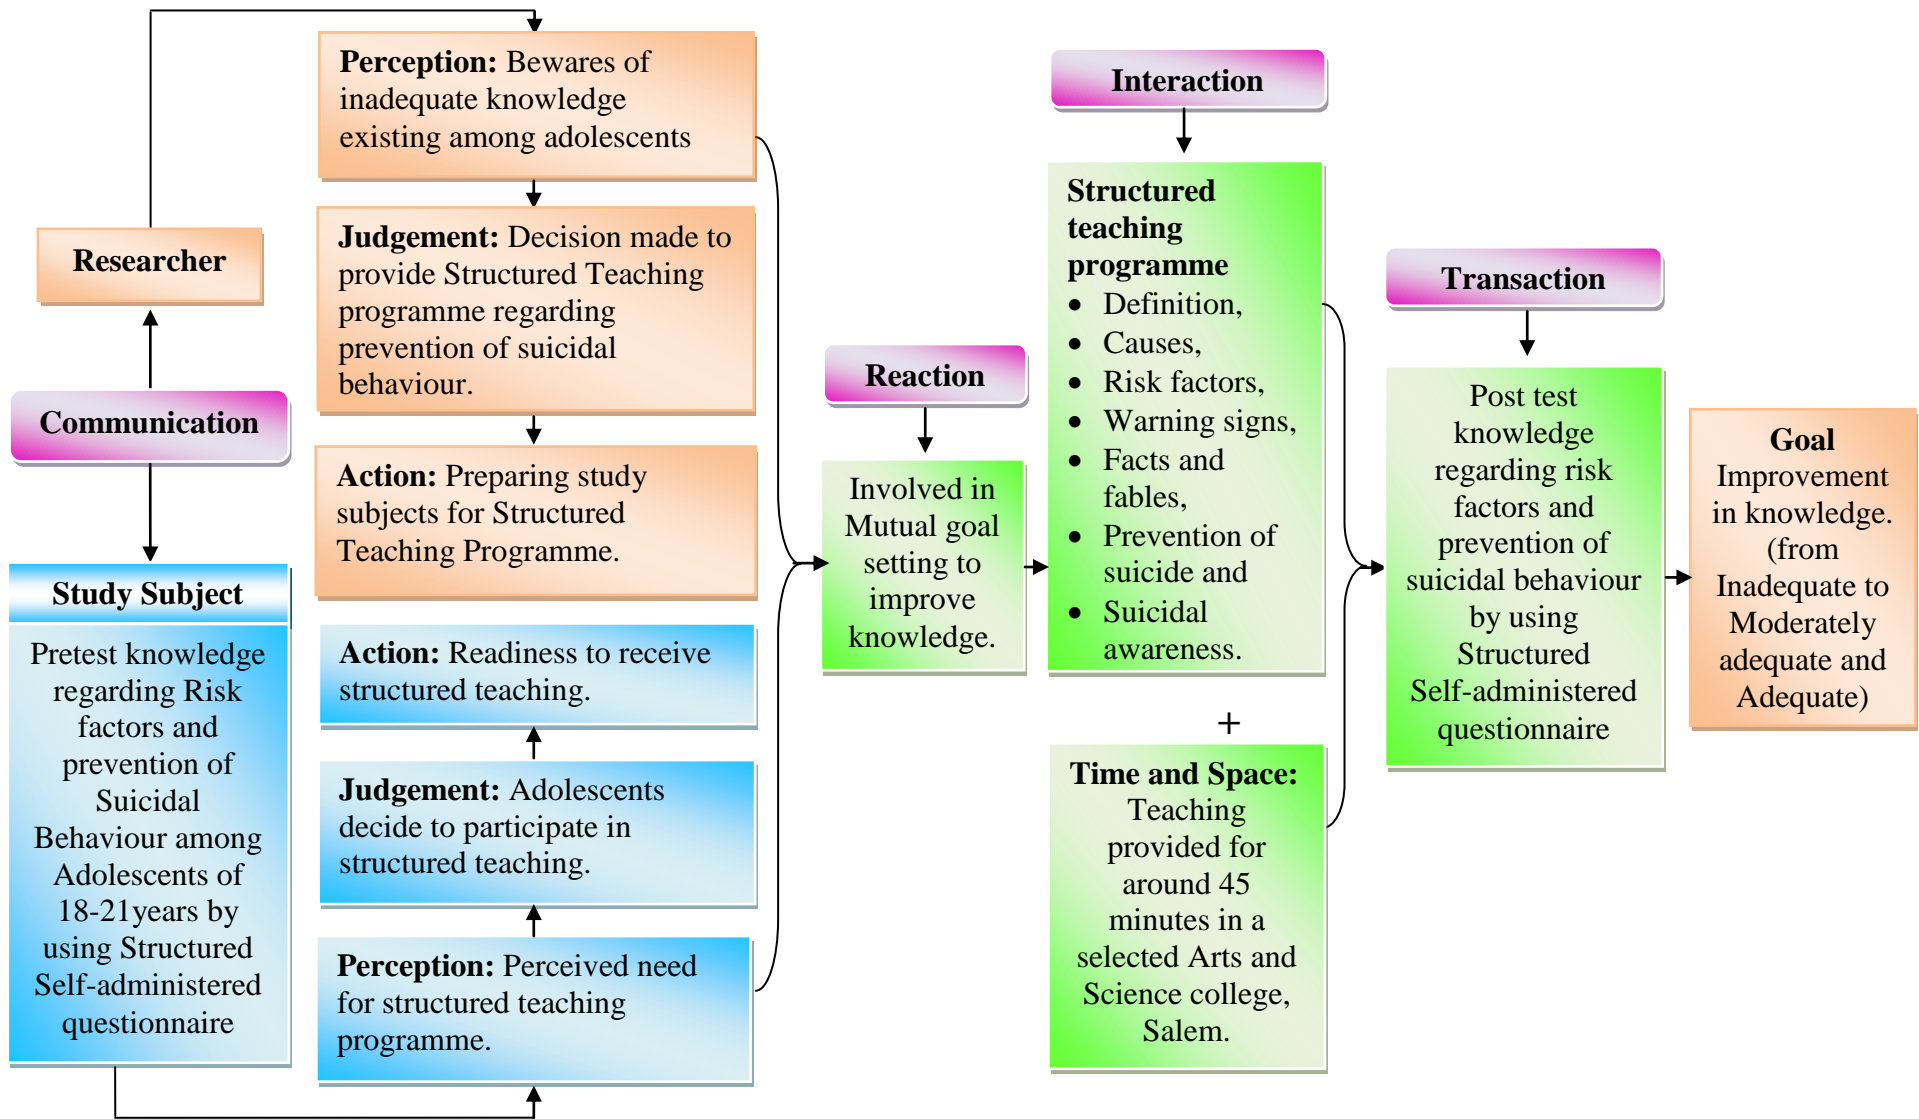 Researcher
Communication
Study Subject
Pretest knowledge
regarding Risk
factors and
prevention of
Suicidal
Behaviour among
Adolescents of
18-21years by
using Structured
Self-administered
questionnaire
Perception: Bewares of
inadequate knowledge
existing among adolescents
Judgement: Decision made to
provide Structured Teaching
programme regarding
prevention of suicidal
behaviour.
Action: Preparing study
subjects for Structured
Teaching Programme.
Action: Readiness to receive
structured teaching.
Judgement: Adolescents
decide to participate in
structured teaching.
Perception: Perceived need
for structured teaching
programme.
Reaction
Involved in
Mutual goal
setting to
improve
knowledge.
Interaction
Structured
teaching
programme
• Definition,
• Causes,
• Risk factors,
• Warning signs,
• Facts and
fables,
• Prevention of
suicide and
• Suicidal
awareness.
+
Time and Space:
Teaching
provided for
around 45
minutes in a
selected Arts and
Science college,
Salem.
Transaction
Post test
knowledge
regarding risk
factors and
prevention of
suicidal behaviour
by using
Structured
Self-administered
questionnaire
Goal
Improvement
in knowledge.
(from
Inadequate to
Moderately
adequate and
Adequate)